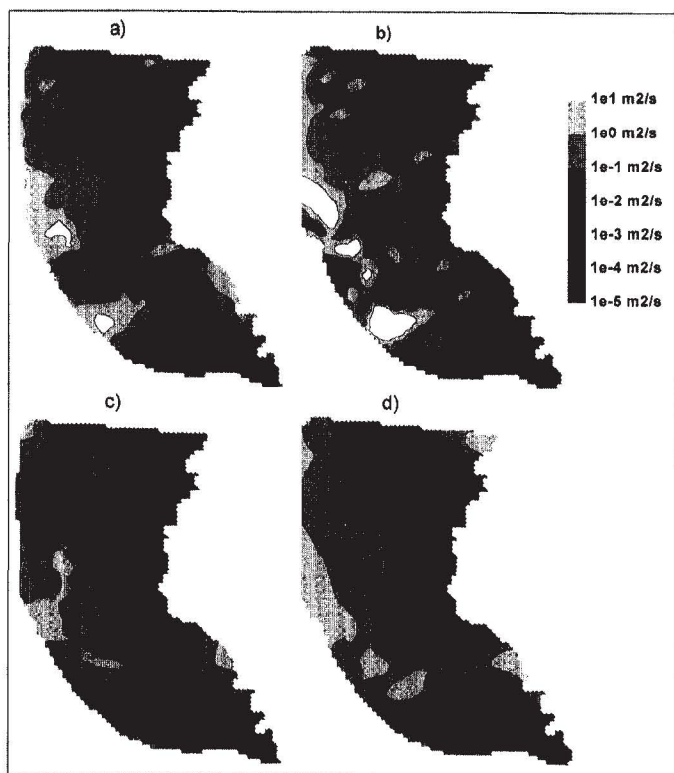 a)
b)
1e1 m2/s
1e0 m2/s
1e-1 m2/s
1e-2 m2/s
1e-3 m2/s
1e-4 m2/s
1e-5 m2/s
c)
d)